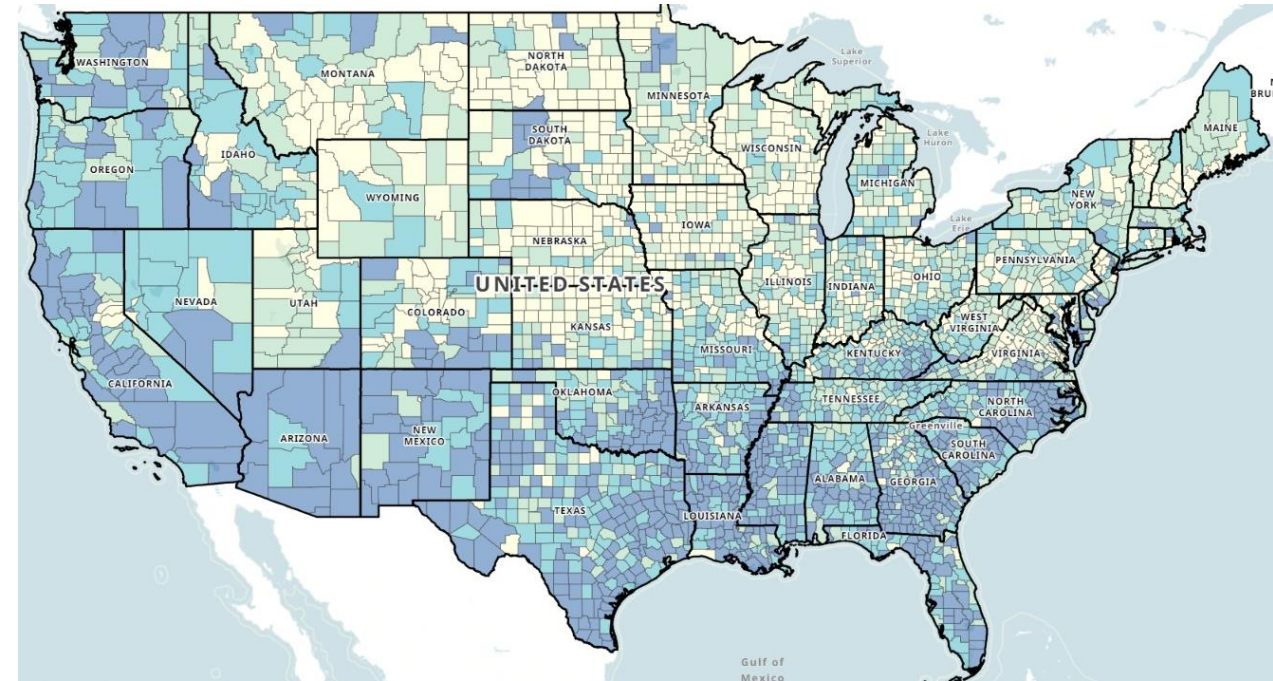 Lake
Superior
WASHINGTON
MONTANA
NORTH
DAKOTA
MINNESOTA
BRU
MAINE
SOUTH
DAKOTA
WISCONSIN
Lake
Huron
OREGON
IDAHO
MICHIGAN
WYOMING
NEW
YORK
Lake
Erie
IOWA
NEBRASKA
PENNSYLVANIA
UNITED STATES
OHIO
ILLINOIS
INDIANA
NEVADA
UTAH
COLORADO
KANSAS
WEST
VIRGINIA
MISSOURI
KENTUCKY
VIRGINIA
CALIFORNIA
OKLAHOMA
TENNESSEE
NORTH
CAROLINA
ARKANSAS
Greenville
ARIZONA
NEW
MEXICO
SOUTH
CAROLINA
ALABAMA
GEORGIA
TEXAS
LOUISIANA
FLORIDA
Gulf of
Mexico